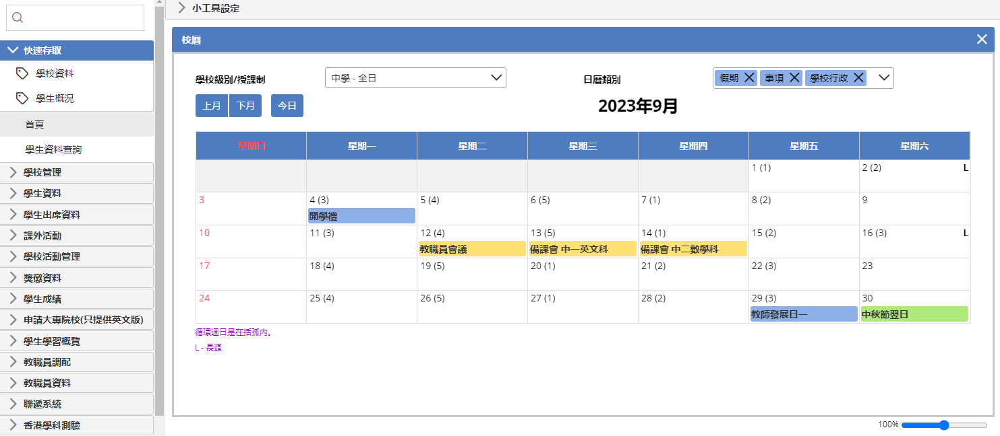 小工具設定
快速存取
學校資料
學生概況
首頁
學生資料查詢
學校管理
學生資料
學生出席資料
課外活動
學校活動管理
獎懲資料
學生成績
申請大專院校(只提供英文版)
學生學習概覽
教職員調配
教職員資料
聯遞系統
香港學科測驗
校曆
學校級別/授課制 中學 - 全日 日曆類別 假期 事項 學校行政
上月 下月 今日 2023年9月
星期日 星期一 星期二 星期三 星期四 星期五 星期六
1 (1) 2 (2) L
3 4 (3) 5 (4) 6 (5) 7 (1) 8 (2) 9
開學禮
10 11 (3) 12 (4) 13 (5) 14 (1) 15 (2) 16 (3) L
教職員會議 備課會 中一英文科 備課會 中二數學科
17 18 (4) 19 (5) 20 (1) 21 (2) 22 (3) 23
24 25 (4) 26 (5) 27 (1) 28 (2) 29 (3) 30
教師發展日一 中秋節翌日
循環週日是在括孤內。
L - 長週
100%